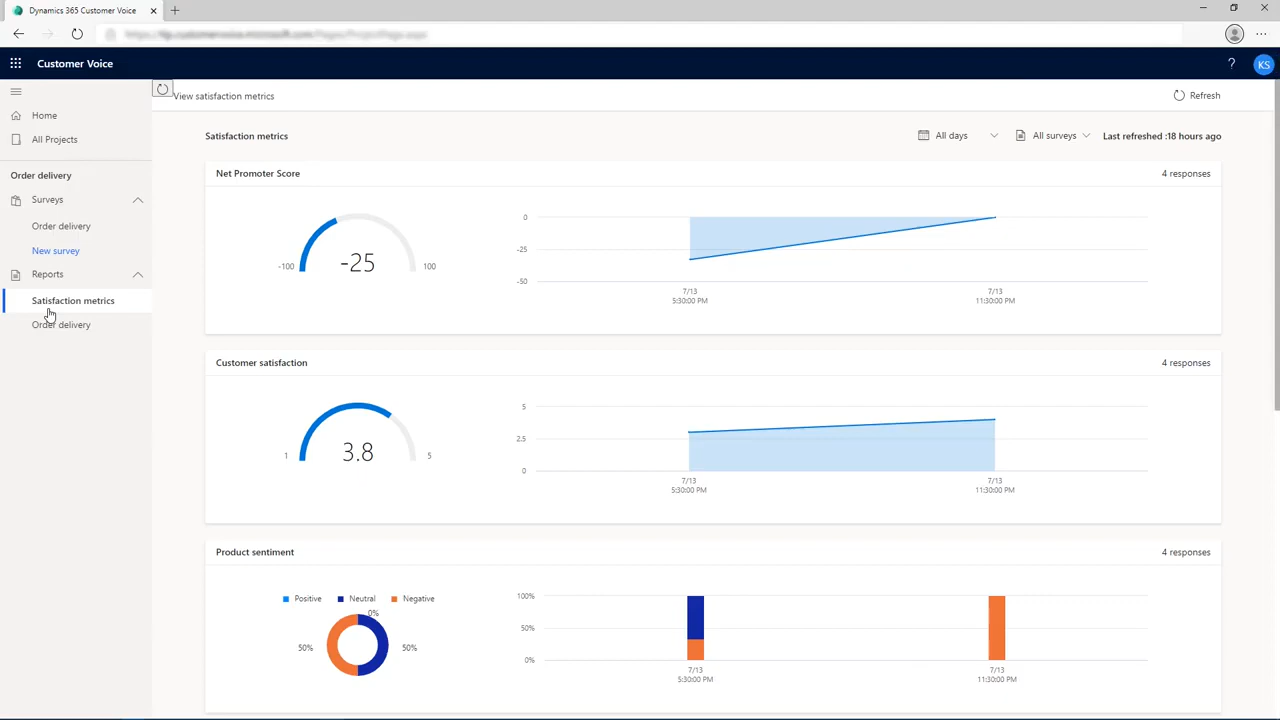 Dynamics 365 Customer Voice
Customer Voice
?
KS
View satisfaction metrics
Refresh
Home
All Projects
Order delivery
Surveys
Order delivery
New survey
Reports
Satisfaction metrics
Order delivery
Satisfaction metrics
All days
All surveys
Last refreshed :18 hours ago
Net Promoter Score
4 responses
-25
-100
100
0
-25
-50
7/13
5:30:00 PM
7/13
11:30:00 PM
Customer satisfaction
4 responses
3.8
1
5
5
2.5
0
7/13
5:30:00 PM
7/13
11:30:00 PM
Product sentiment
4 responses
Positive
Neutral
Negative
0%
50%
50%
100%
50%
0%
7/13
5:30:00 PM
7/13
11:30:00 PM